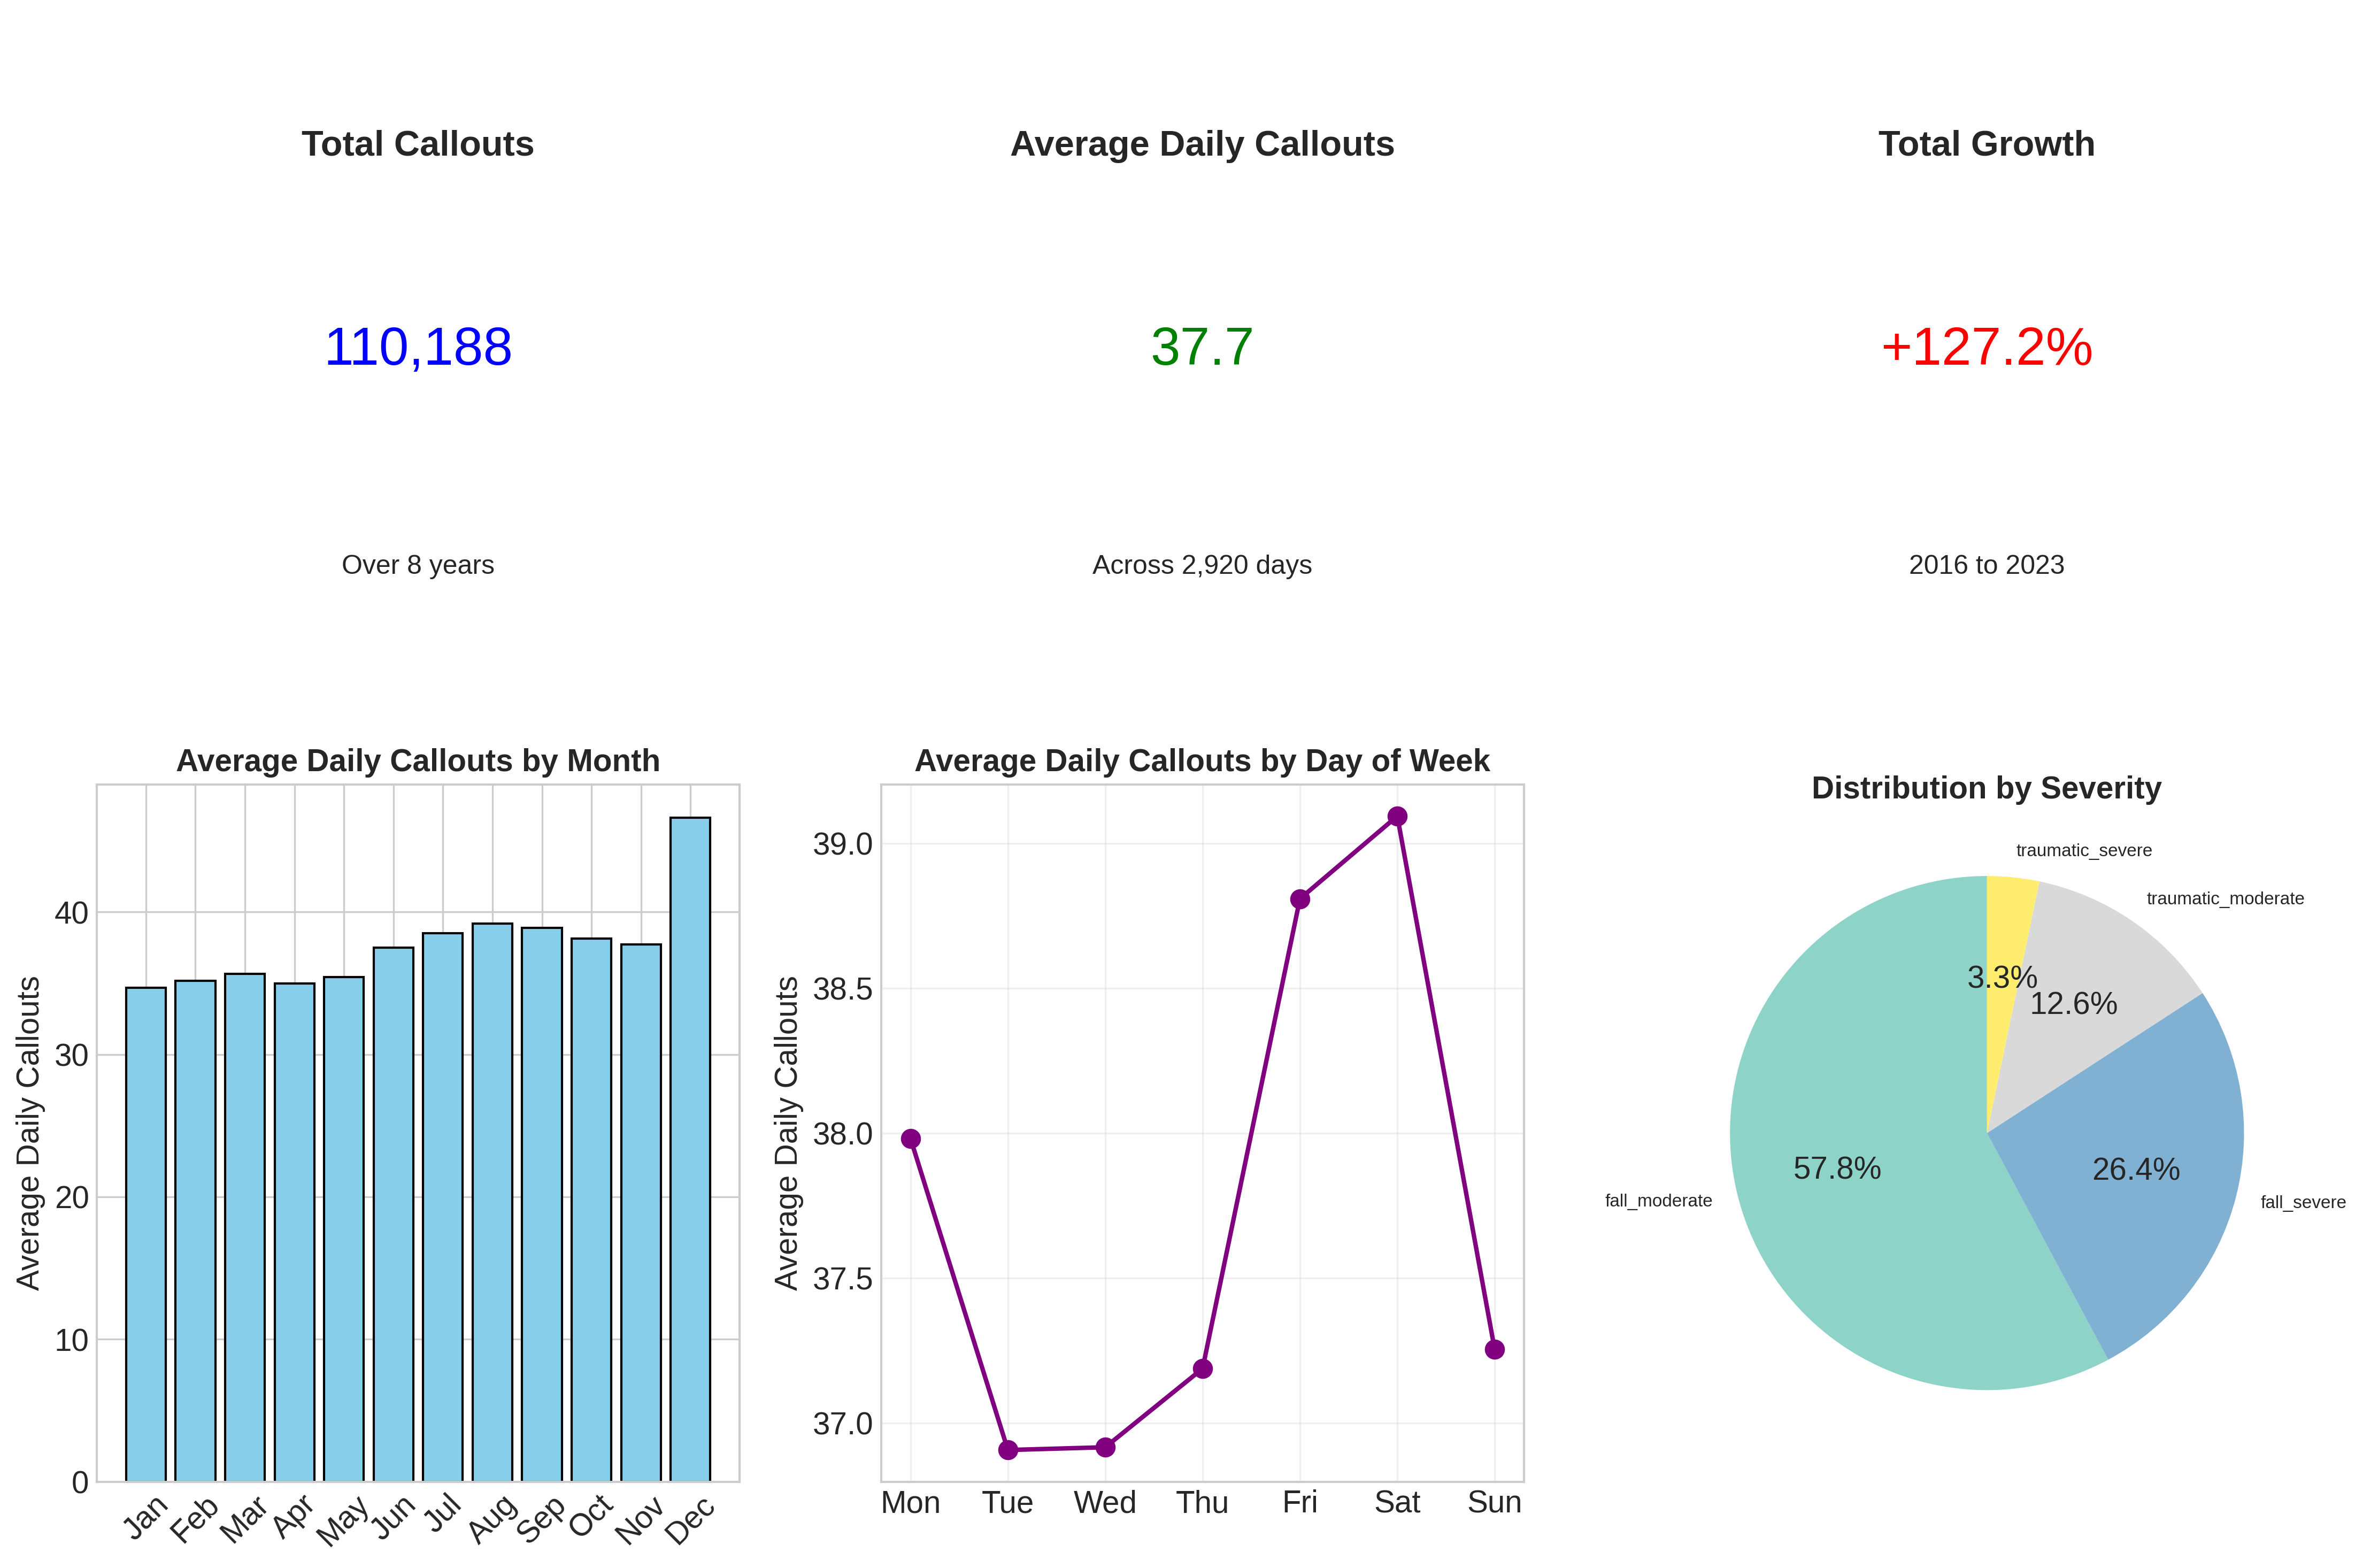 Total Callouts
110,188
Over 8 years
Average Daily Callouts
37.7
Across 2,920 days
Total Growth
+127.2%
2016 to 2023
Average Daily Callouts by Month
Average Daily Callouts
40
30
20
10
0
Jan
Feb
Mar
Apr
May
Jun
Jul
Aug
Sep
Oct
Nov
Dec
Average Daily Callouts by Day of Week
Average Daily Callouts
39.0
38.5
38.0
37.5
37.0
Mon
Tue
Wed
Thu
Fri
Sat
Sun
Distribution by Severity
traumatic_severe
traumatic_moderate
3.3%
12.6%
57.8%
26.4%
fall_moderate
fall_severe